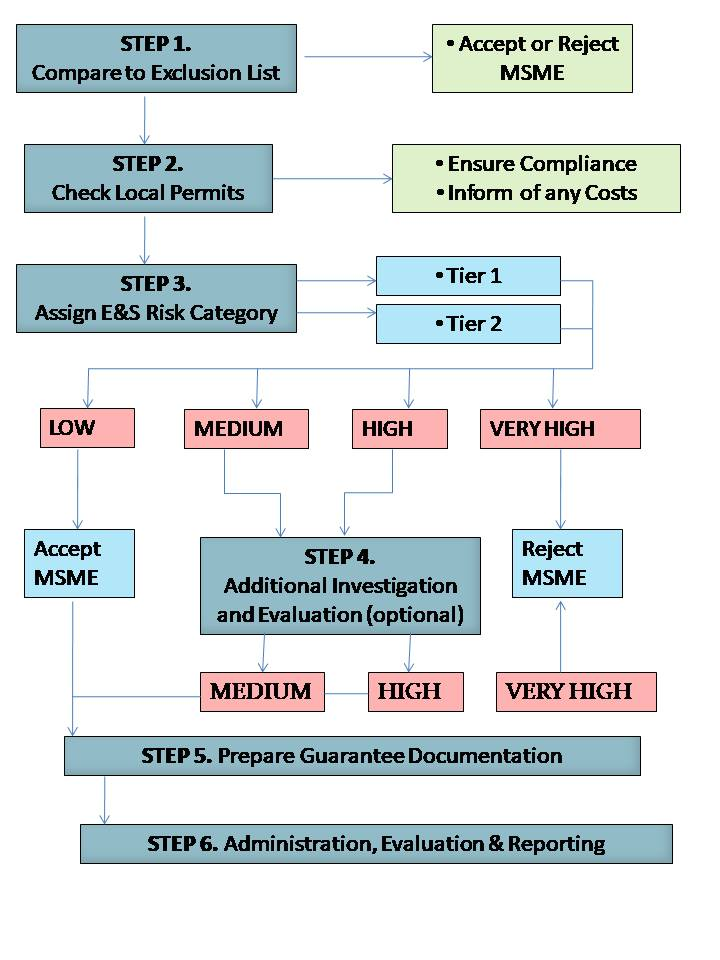 STEP 1.
Compare to Exclusion List
• Accept or Reject
MSME
STEP 2.
Check Local Permits
• Ensure Compliance
• Inform of any Costs
STEP 3.
Assign E&S Risk Category
• Tier 1
• Tier 2
LOW
MEDIUM
HIGH
VERY HIGH
Accept
MSME
STEP 4.
Additional Investigation
and Evaluation (optional)
Reject
MSME
MEDIUM
HIGH
VERY HIGH
STEP 5. Prepare Guarantee Documentation
STEP 6. Administration, Evaluation & Reporting